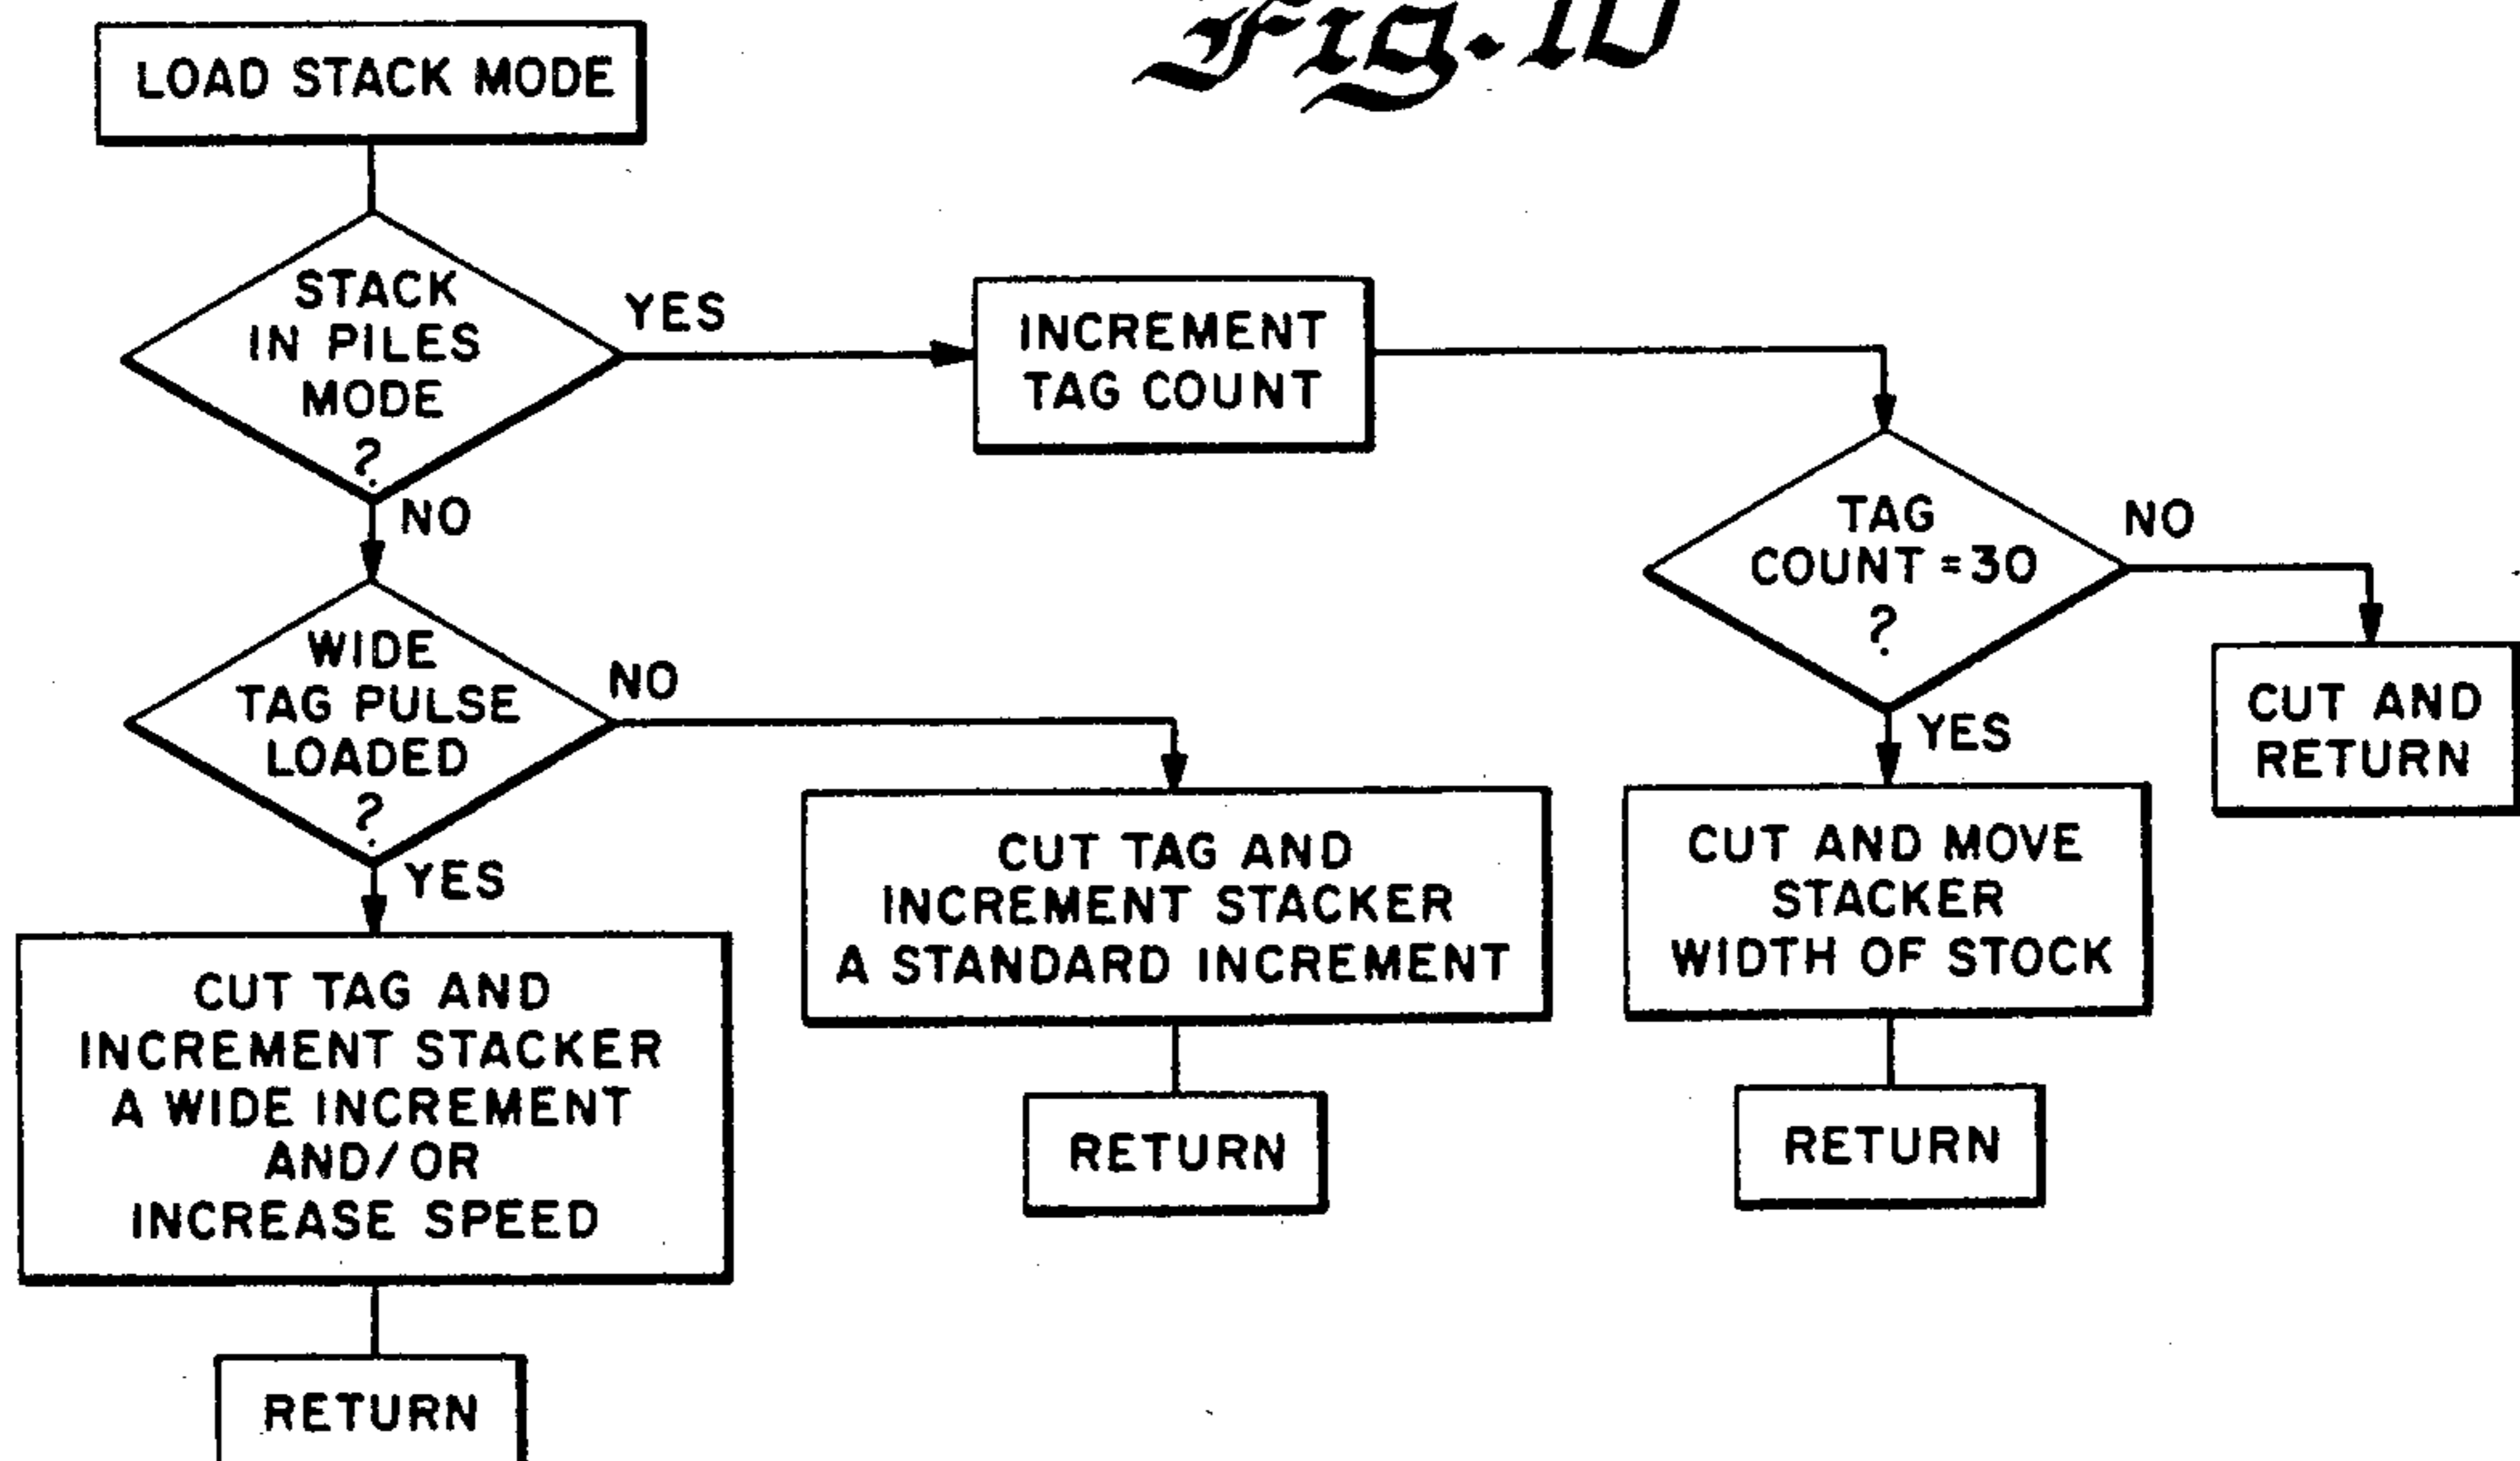 Fig. 10
LOAD STACK MODE
STACK
IN PILES
MODE
?
YES
NO
INCREMENT
TAG COUNT
TAG
COUNT = 30
?
NO
YES
CUT AND
RETURN
WIDE
TAG PULSE
LOADED
?
NO
YES
CUT TAG AND
INCREMENT STACKER
A STANDARD INCREMENT
RETURN
CUT AND MOVE
STACKER
WIDTH OF STOCK
RETURN
CUT TAG AND
INCREMENT STACKER
A WIDE INCREMENT
AND/OR
INCREASE SPEED
RETURN